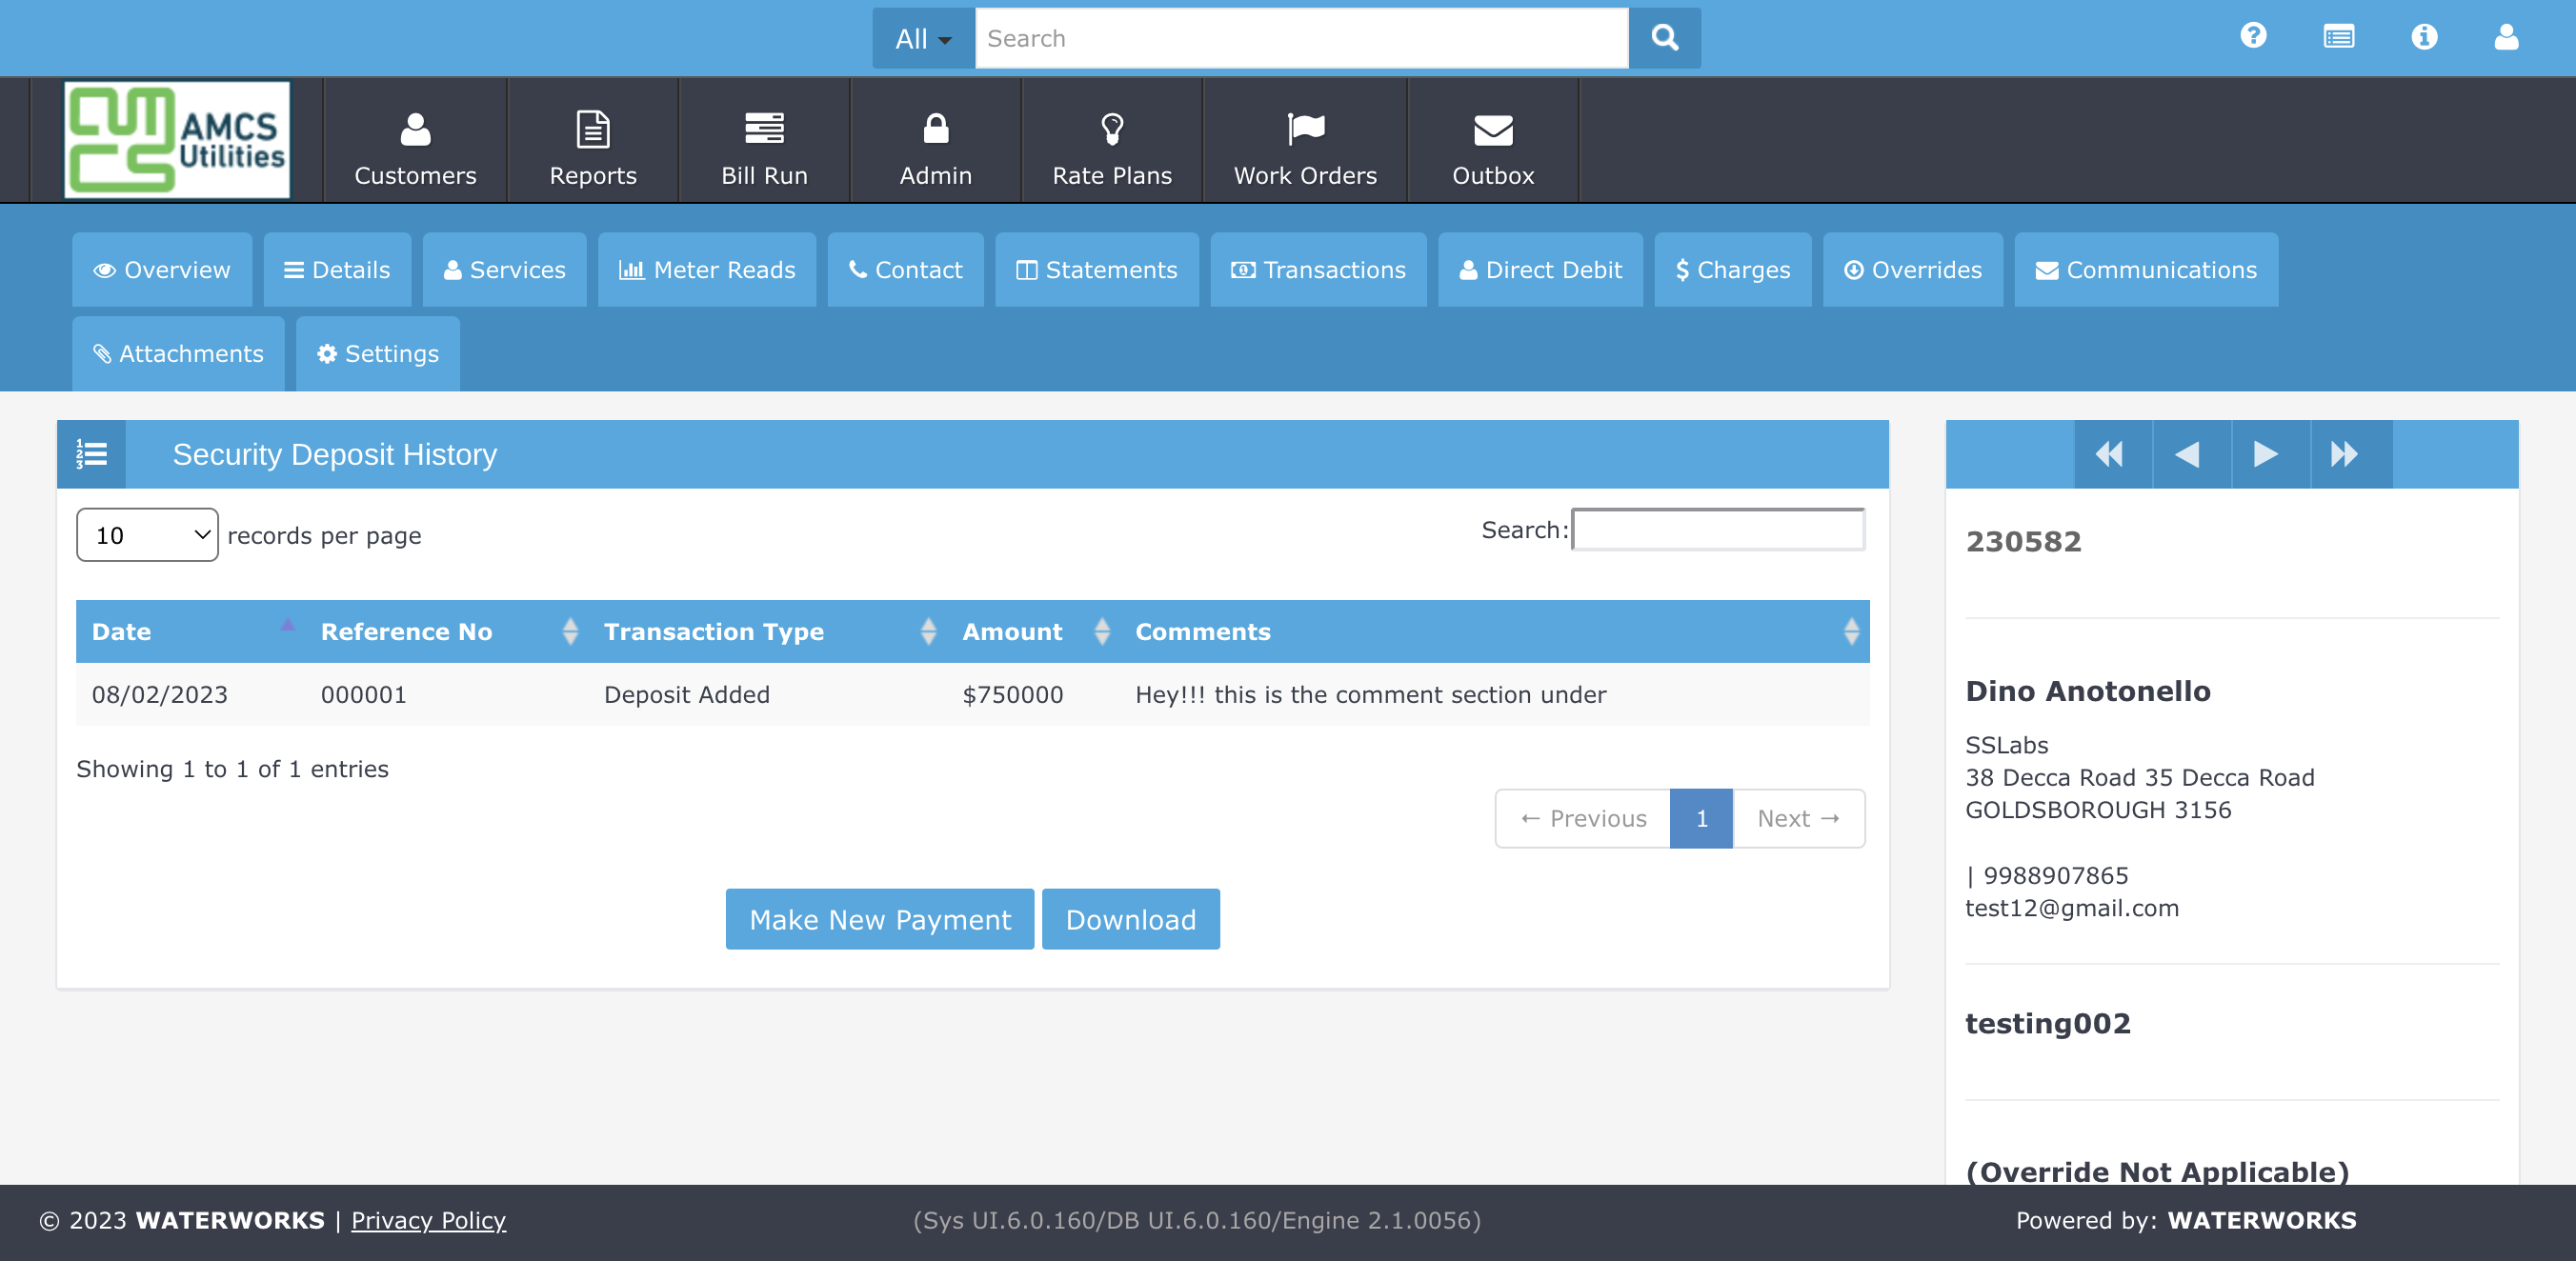 All Search
AMCS
Utilities
Customers Reports Bill Run Admin Rate Plans Work Orders Outbox
Overview Details Services Meter Reads Contact Statements Transactions Direct Debit $ Charges Overrides Communications
Attachments Settings
Security Deposit History
10 records per page Search:
Date Reference No Transaction Type Amount Comments
08/02/2023 000001 Deposit Added $750000 Hey!!! this is the comment section under
Showing 1 to 1 of 1 entries
← Previous 1 Next →
Make New Payment Download
230582
Dino Anotonello
SSLabs
38 Decca Road 35 Decca Road
GOLDSBOROUGH 3156
| 9988907865
test12@gmail.com
testing002
(Override Not Applicable)
© 2023 WATERWORKS | Privacy Policy (Sys UI.6.0.160/DB UI.6.0.160/Engine 2.1.0056) Powered by: WATERWORKS